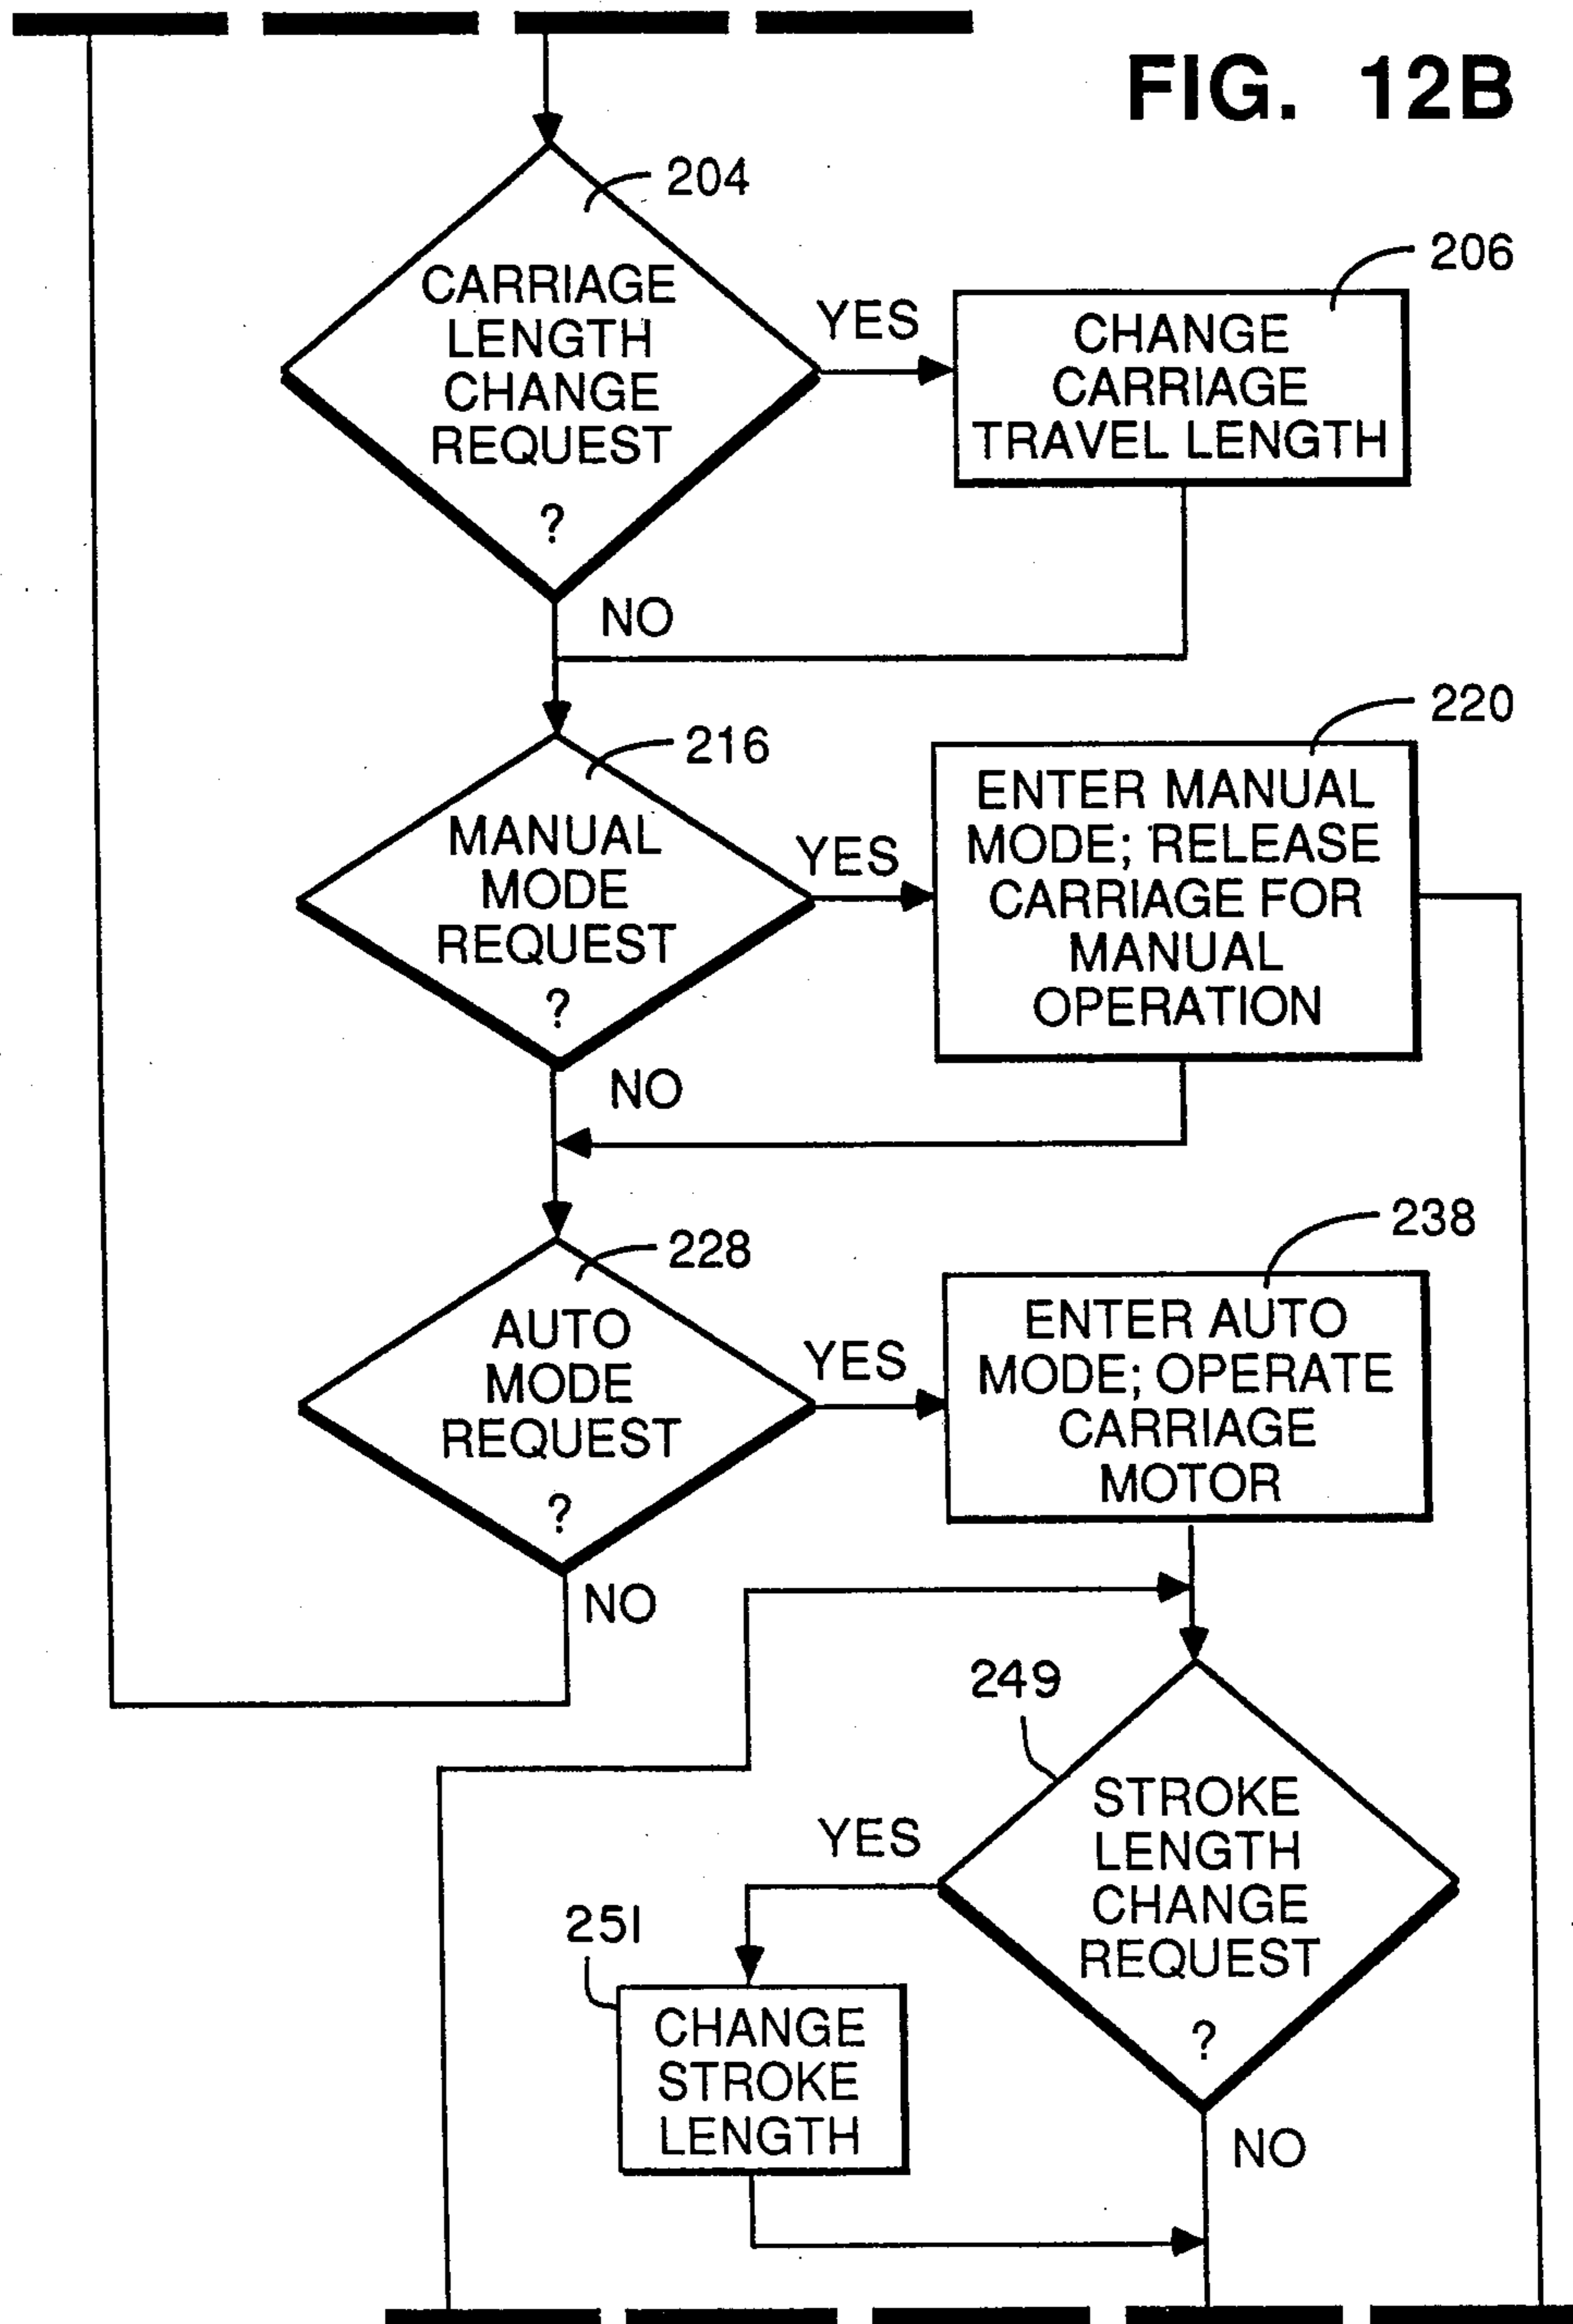 FIG. 12B
204
CARRIAGE
LENGTH
CHANGE
REQUEST
?
YES
206
CHANGE
CARRIAGE
TRAVEL LENGTH
NO
216
MANUAL
MODE
REQUEST
?
YES
220
ENTER MANUAL
MODE; RELEASE
CARRIAGE FOR
MANUAL
OPERATION
NO
228
AUTO
MODE
REQUEST
?
YES
238
ENTER AUTO
MODE; OPERATE
CARRIAGE
MOTOR
NO
249
STROKE
LENGTH
CHANGE
REQUEST
?
YES
251
CHANGE
STROKE
LENGTH
NO